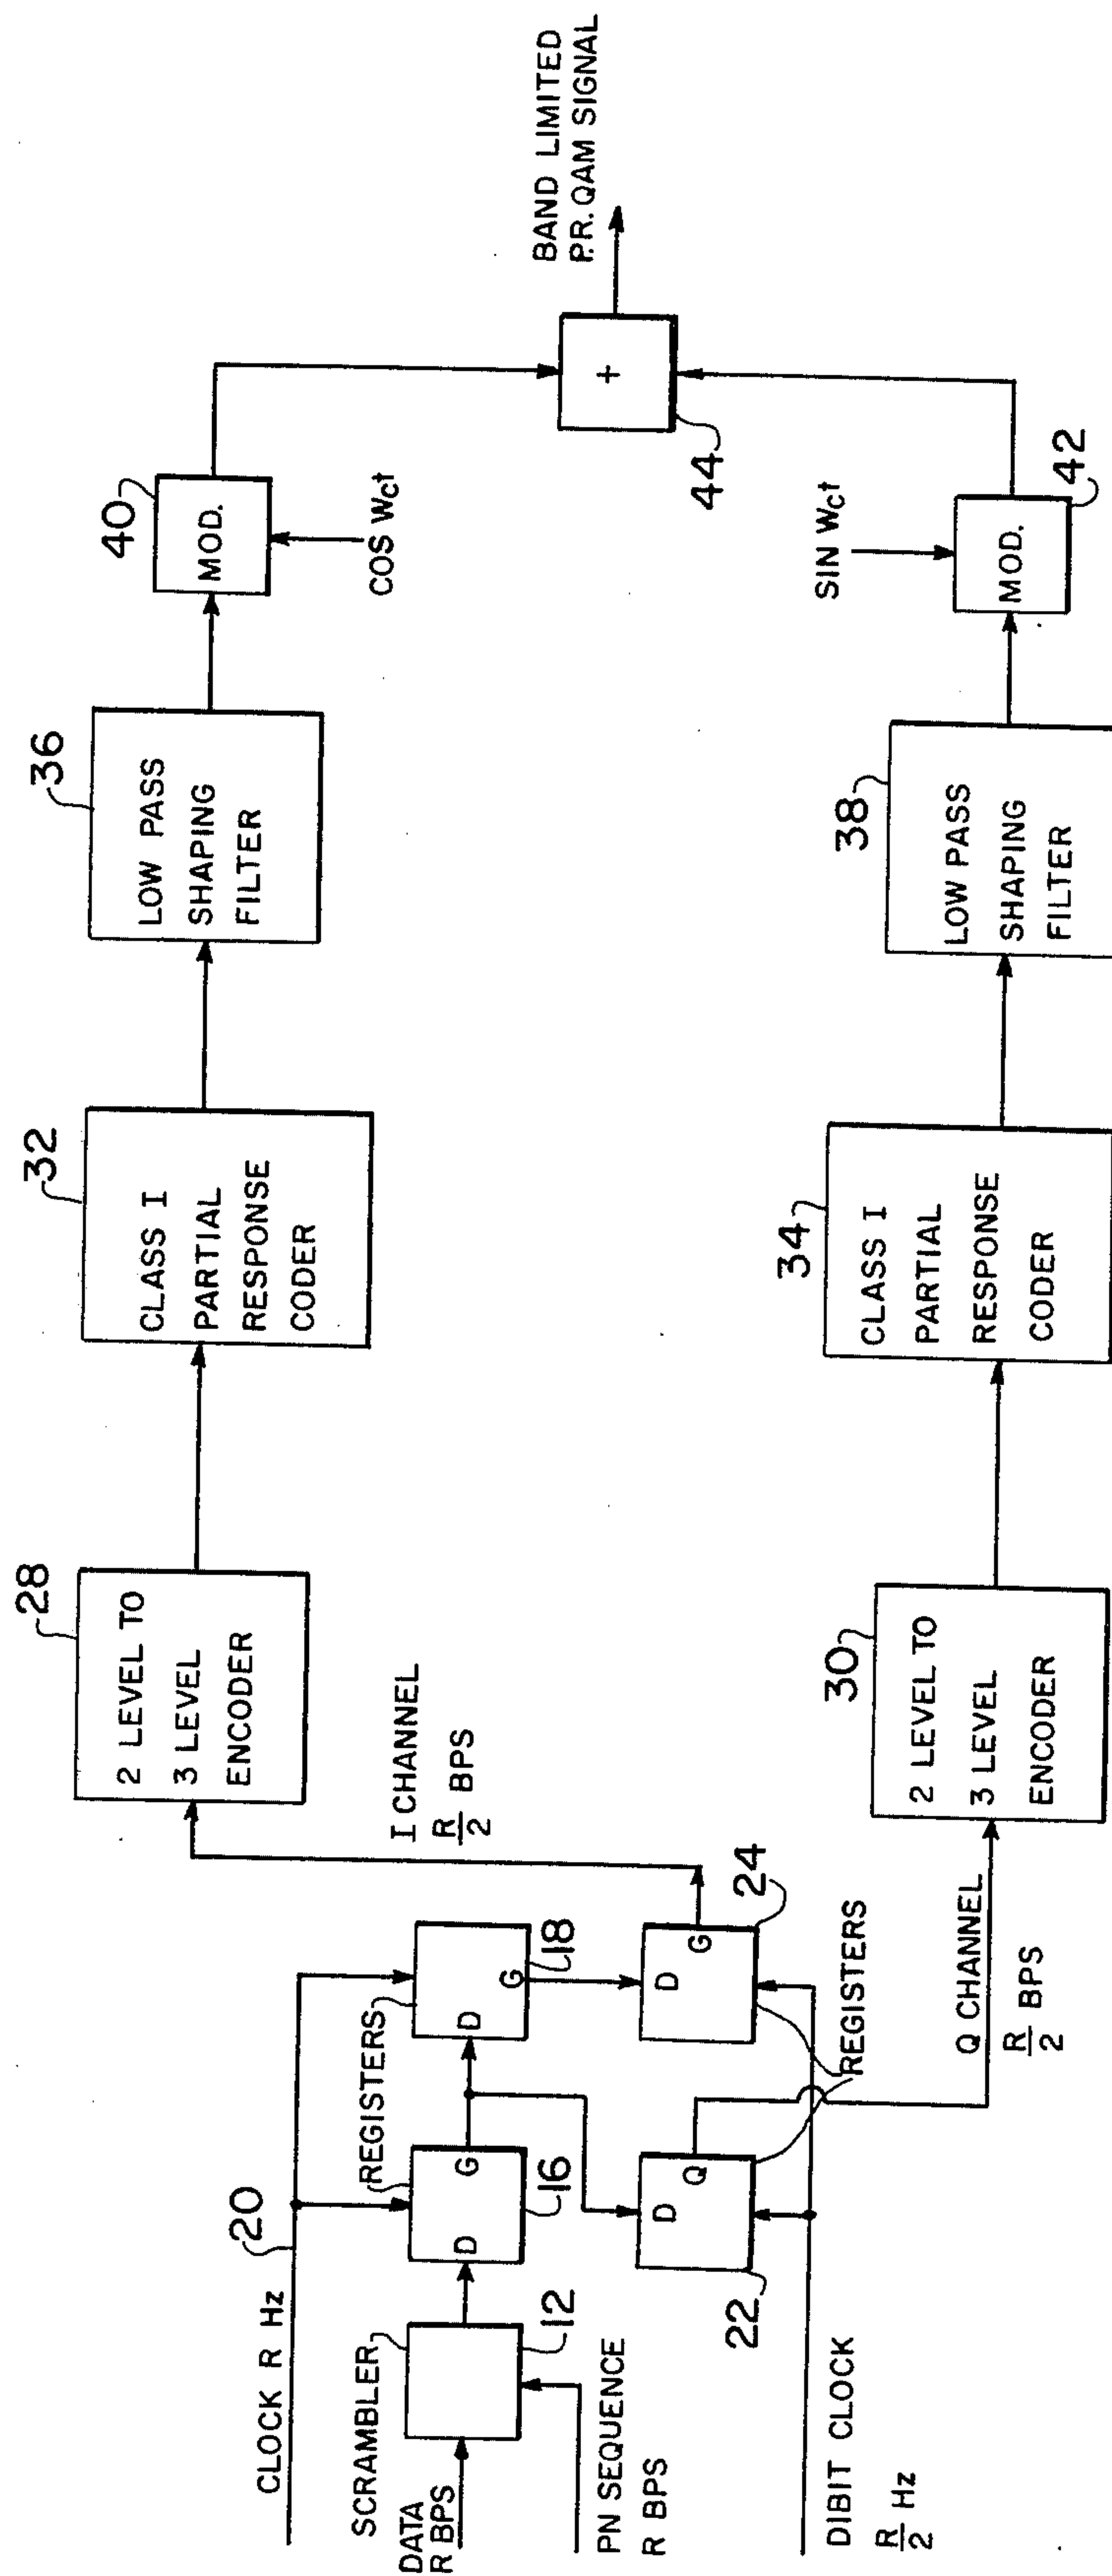 CLOCK R Hz
20
SCRAMBLER
DATA
R BPS
12
PN SEQUENCE
R BPS
DIBIT CLOCK
R
2
Hz
REGISTERS
D
G
16
D
G
18
D
Q
22
D
G
24
REGISTERS
I CHANNEL
R
2
BPS
Q CHANNEL
R
2
BPS
28
2 LEVEL TO
3 LEVEL
ENCODER
30
2 LEVEL TO
3 LEVEL
ENCODER
32
CLASS I
PARTIAL
RESPONSE
CODER
34
CLASS I
PARTIAL
RESPONSE
CODER
36
LOW PASS
SHAPING
FILTER
38
LOW PASS
SHAPING
FILTER
40
MOD.
COS Wct
SIN Wct
MOD.
42
+
44
BAND LIMITED
P.R. QAM SIGNAL